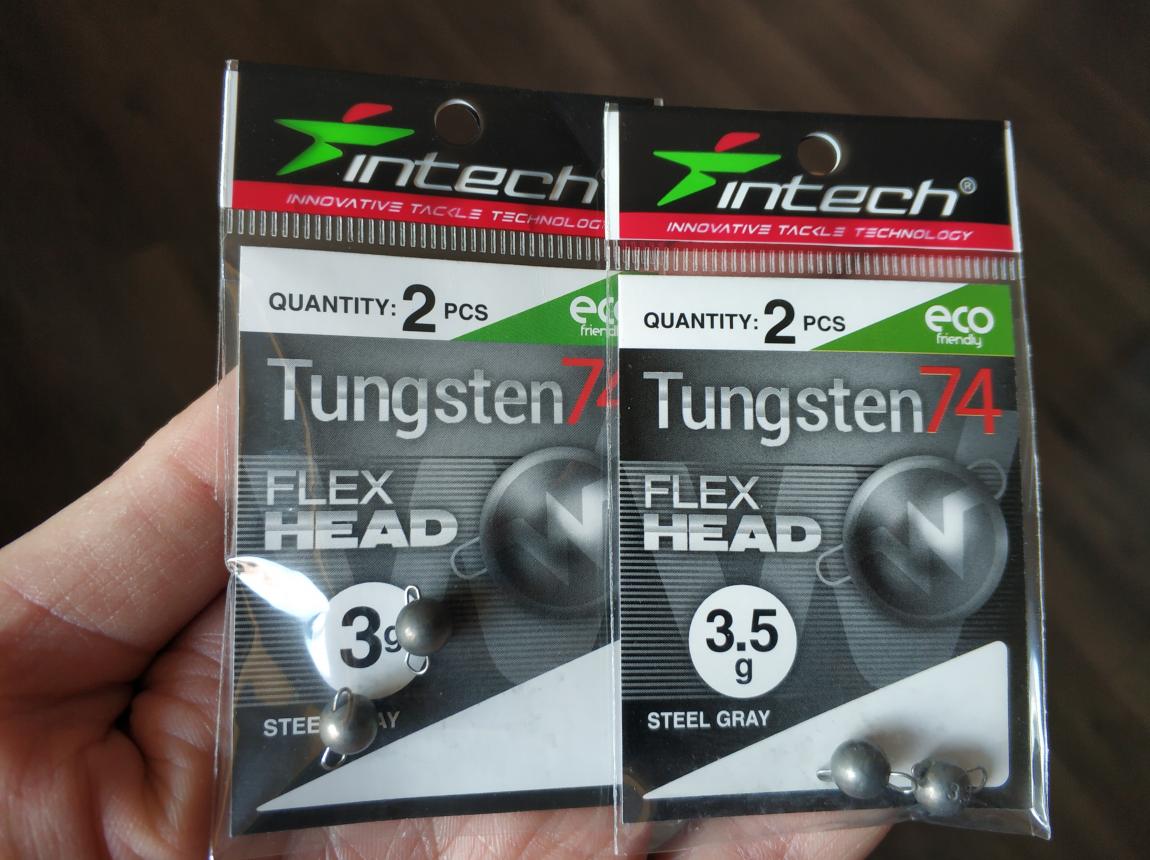 intech
INNOVATIVE TACKLE TECHNOLOGY
QUANTITY: 2 PCS
eco
friendly
Tungsten74
FLEX
HEAD
3g
STEEL GRAY
intech®
INNOVATIVE TACKLE TECHNOLOGY
QUANTITY: 2 PCS
eco
friendly
Tungsten74
FLEX
HEAD
3.5
g
STEEL GRAY
3